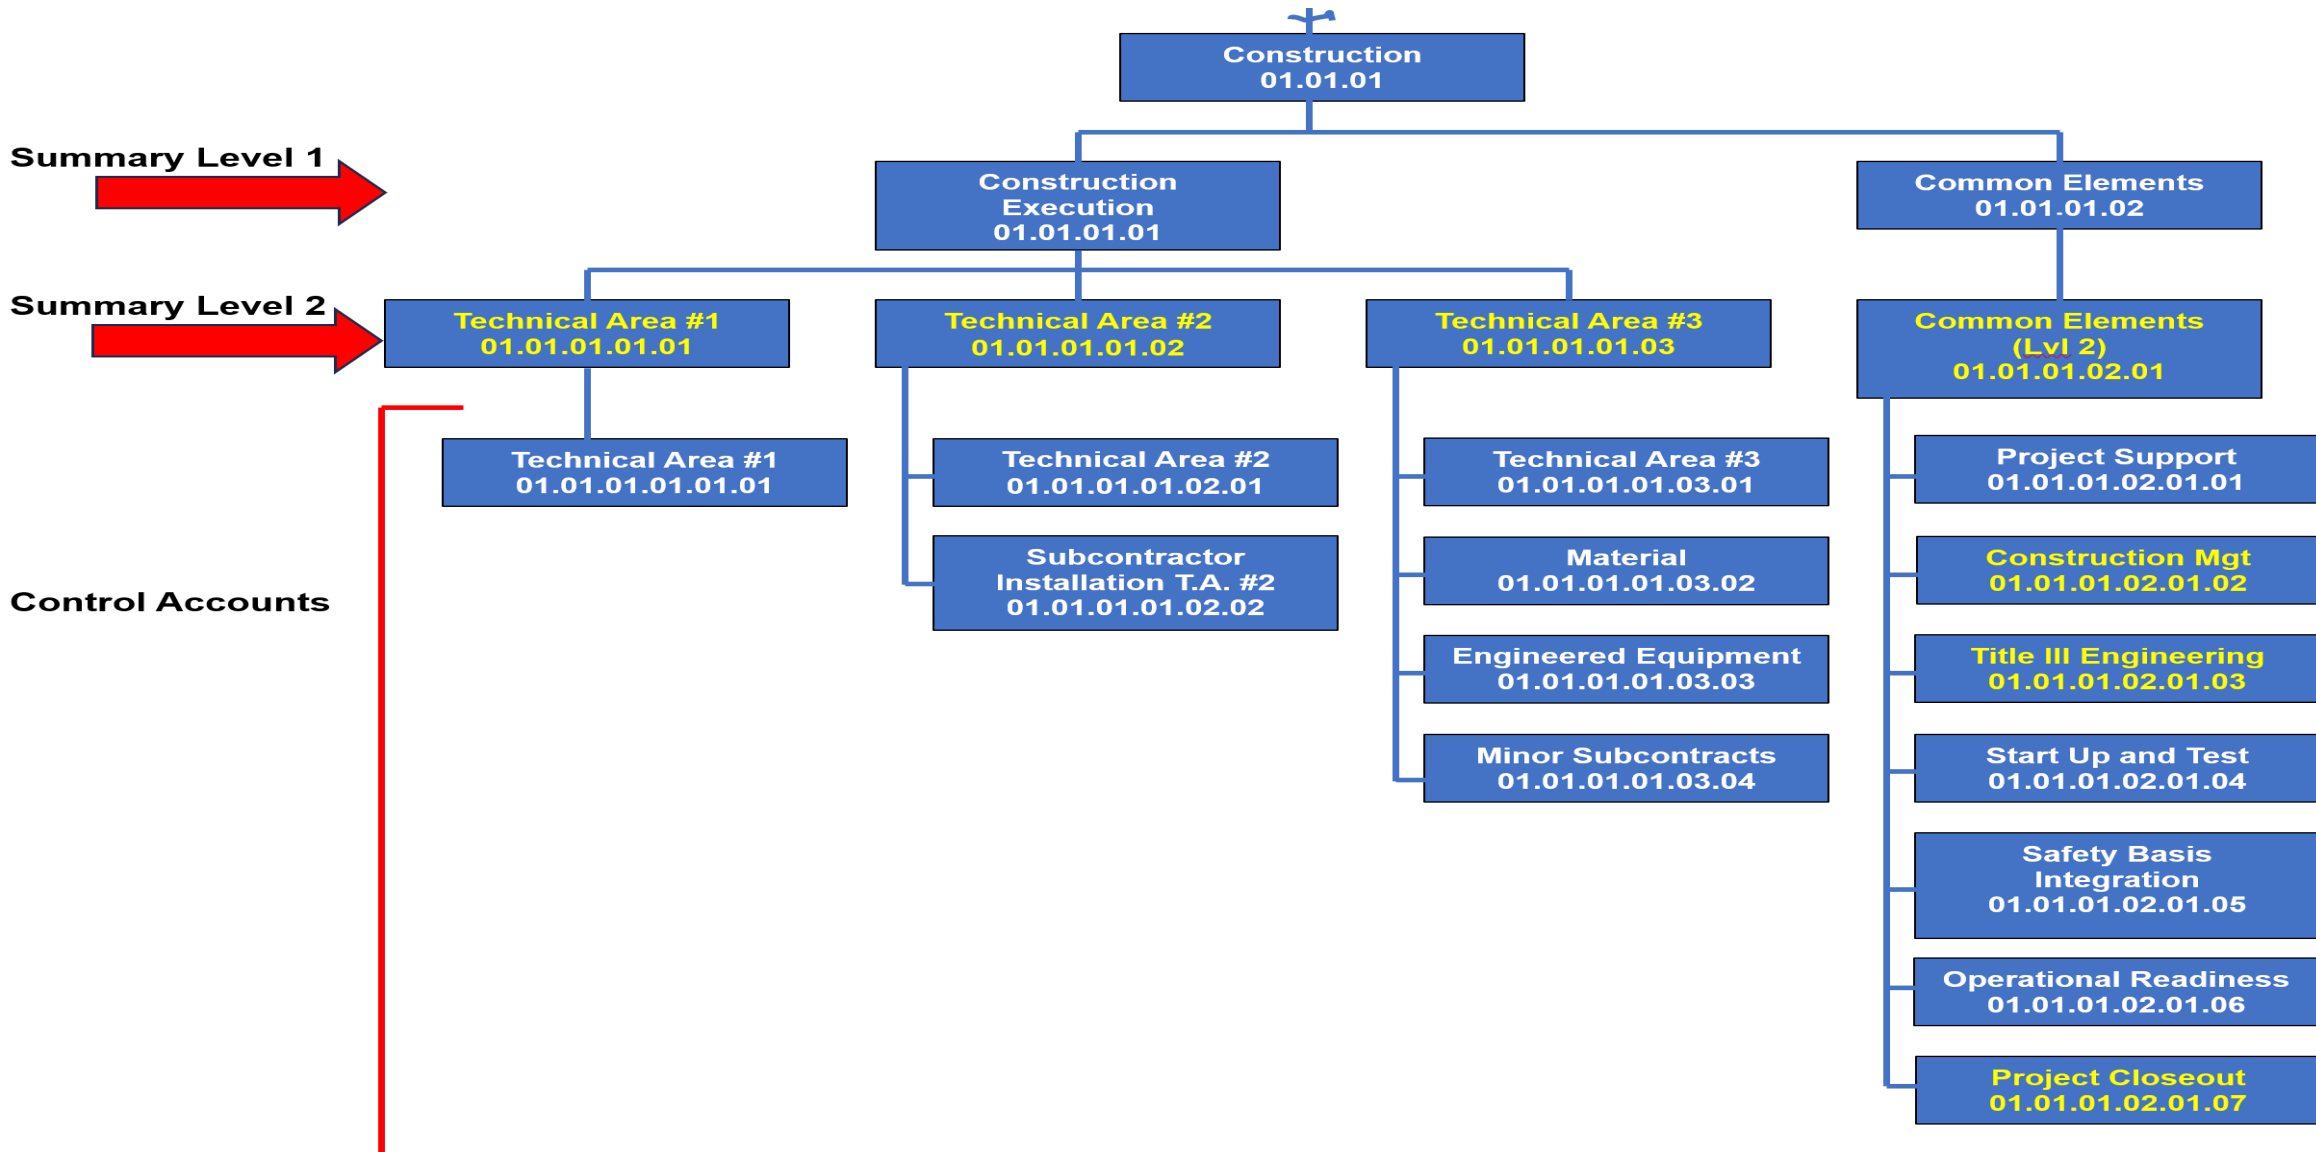 Construction
01.01.01
Summary Level 1
Construction
Execution
01.01.01.01
Common Elements
01.01.01.02
Summary Level 2
Technical Area #1
01.01.01.01.01
Technical Area #2
01.01.01.01.02
Technical Area #3
01.01.01.01.03
Common Elements
(Lvl 2)
01.01.01.02.01
Control Accounts
Technical Area #1
01.01.01.01.01.01
Technical Area #2
01.01.01.01.02.01
Subcontractor
Installation T.A. #2
01.01.01.01.02.02
Technical Area #3
01.01.01.01.03.01
Material
01.01.01.01.03.02
Engineered Equipment
01.01.01.01.03.03
Minor Subcontracts
01.01.01.01.03.04
Project Support
01.01.01.02.01.01
Construction Mgt
01.01.01.02.01.02
Title III Engineering
01.01.01.02.01.03
Start Up and Test
01.01.01.02.01.04
Safety Basis
Integration
01.01.01.02.01.05
Operational Readiness
01.01.01.02.01.06
Project Closeout
01.01.01.02.01.07